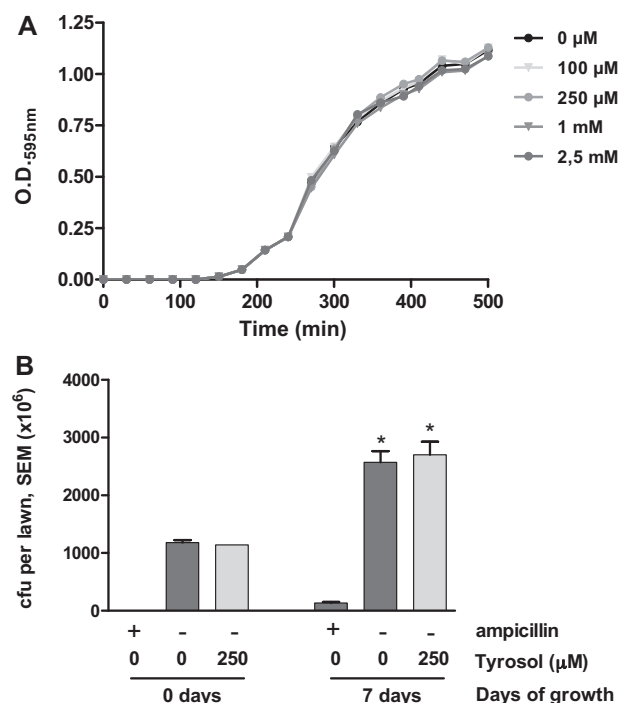 A
O.D.595nm
1.25
1.00
0.75
0.50
0.25
0.00
0 100 200 300 400 500
Time (min)
0 µM
100 µM
250 µM
1 mM
2,5 mM
B
cfu per lawn, SEM (x10⁶)
4000
3000
2000
1000
0
* *
+ - - + - - ampicillin
0 0 250 0 0 250 Tyrosol (µM)
0 days 7 days Days of growth